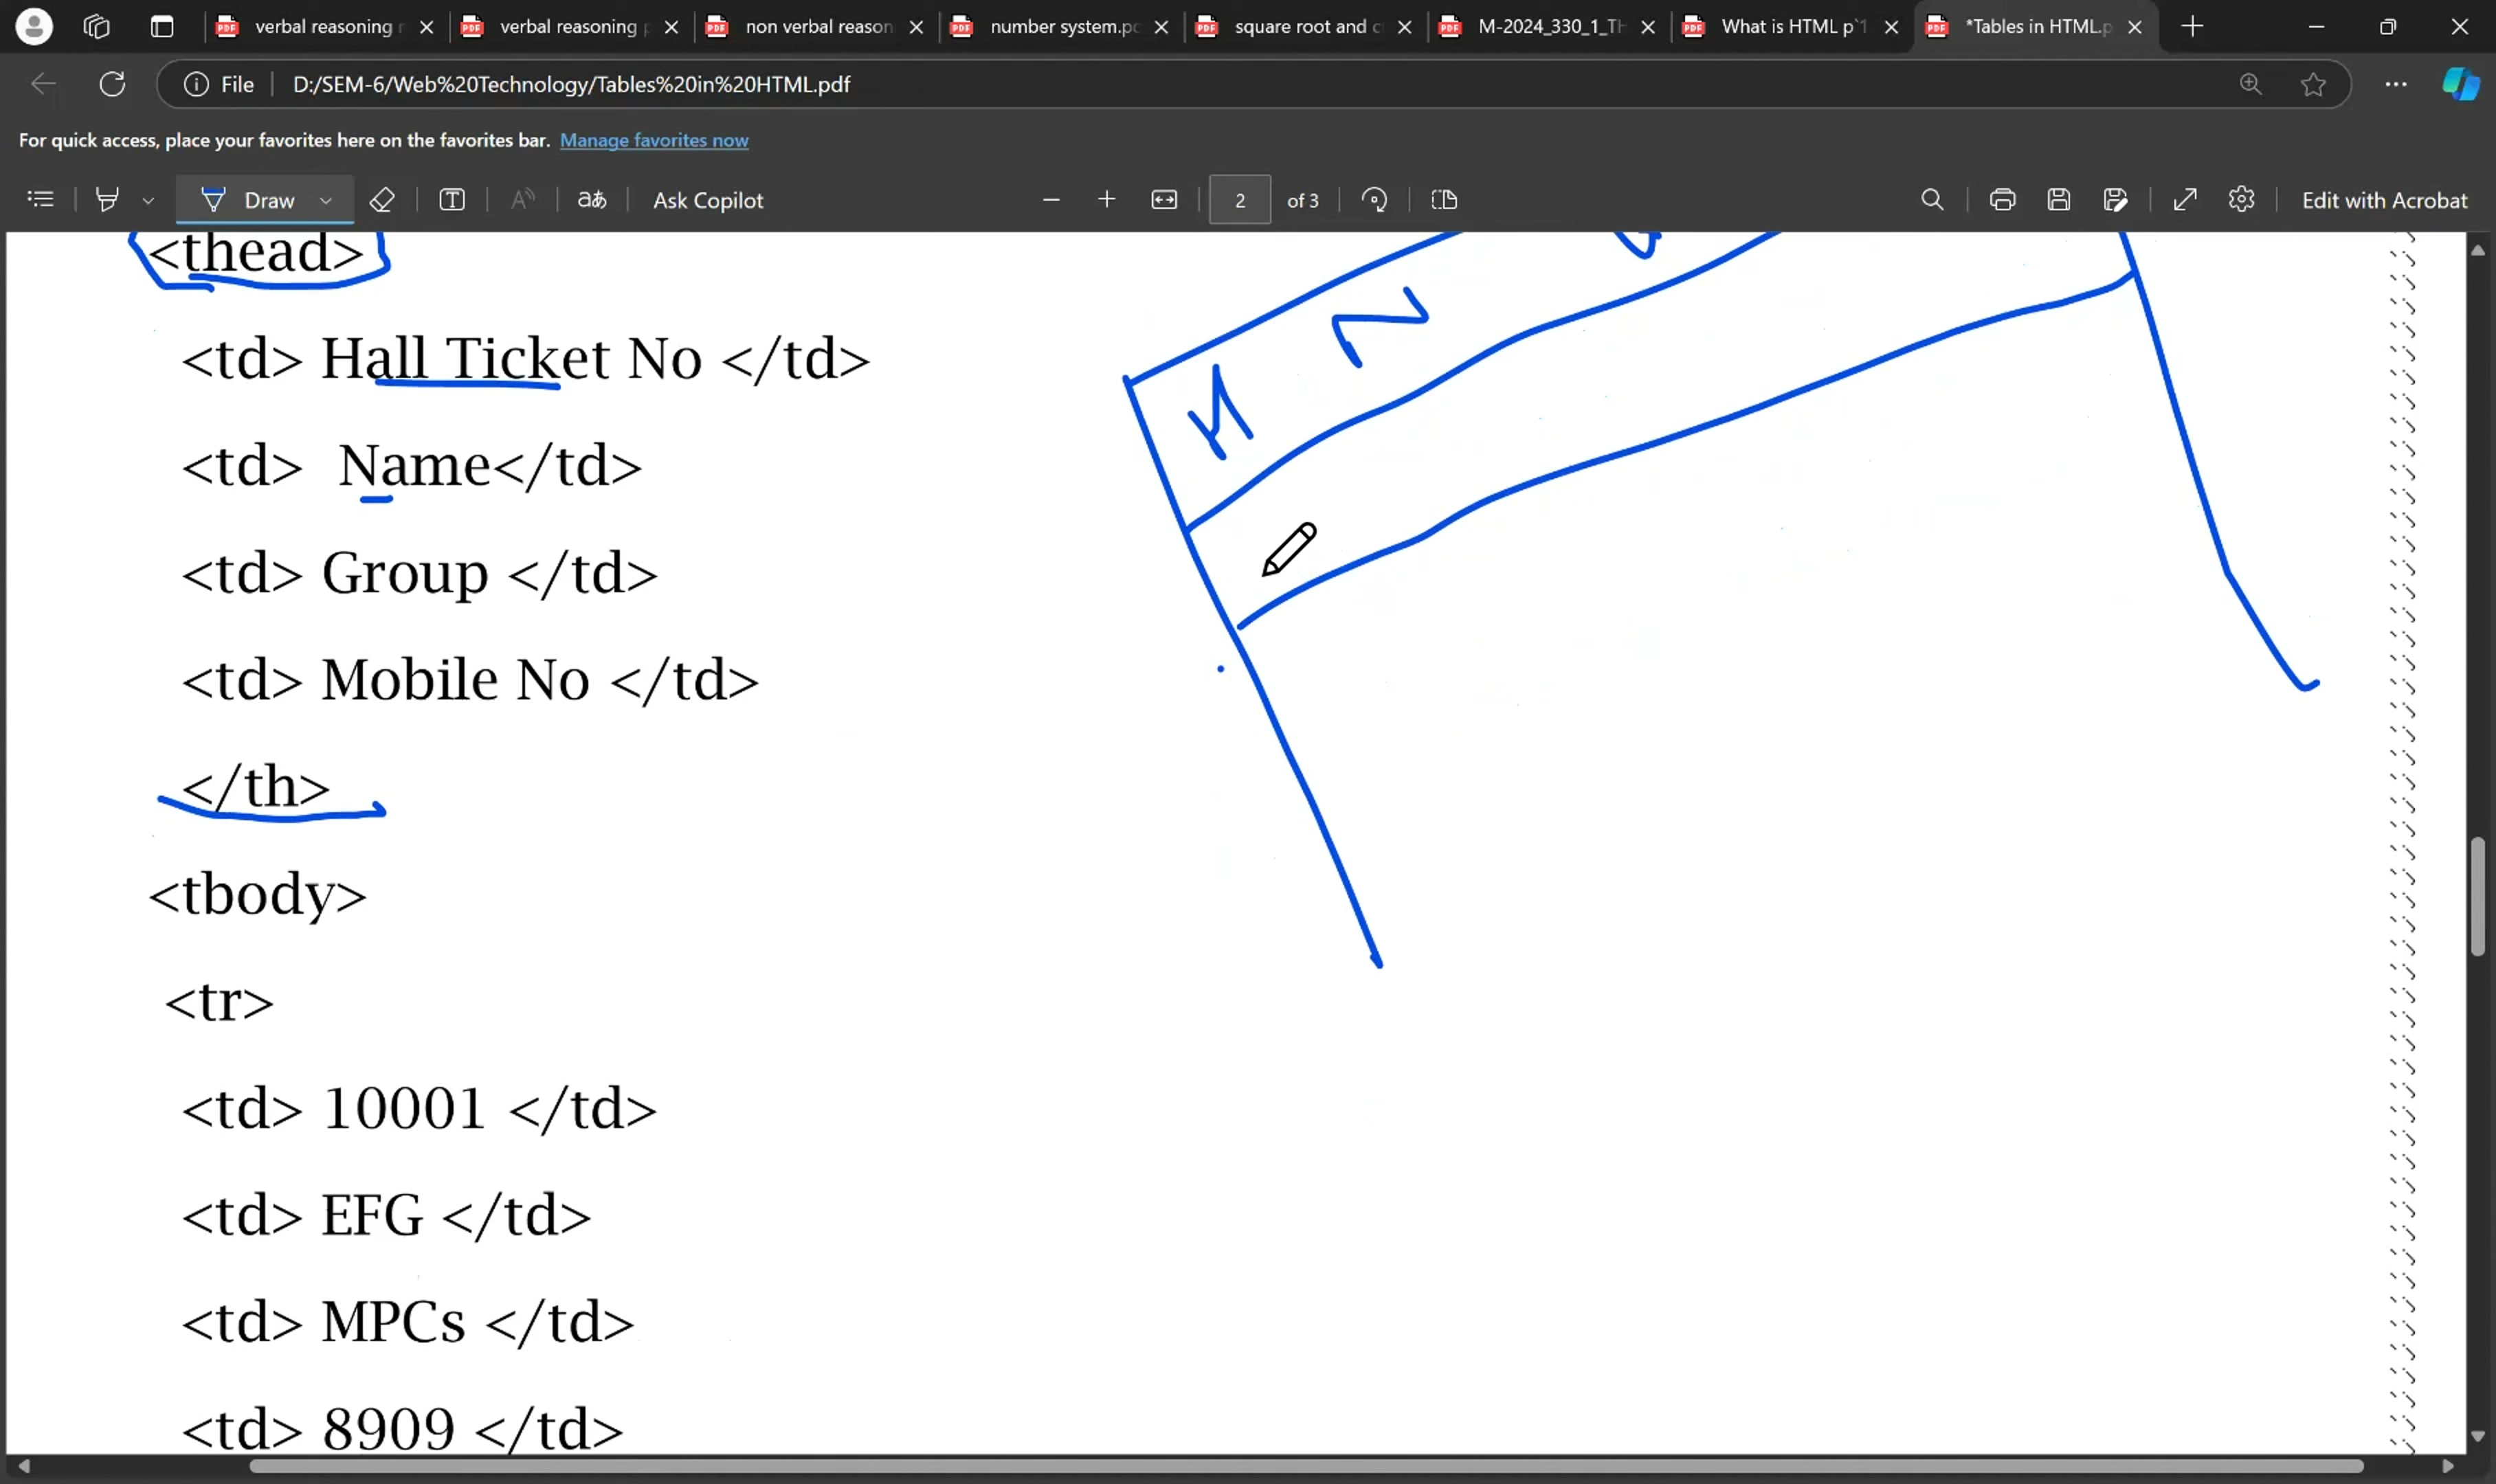 verbal reasoning r
verbal reasoning p
non verbal reason
number system.pd
square root and c
M-2024_330_1_TH
What is HTML p`1
*Tables in HTML.p
File
D:/SEM-6/Web%20Technology/Tables%20in%20HTML.pdf
For quick access, place your favorites here on the favorites bar. Manage favorites now
Draw
aあ
Ask Copilot
2 of 3
Edit with Acrobat
<thead>
<td> Hall Ticket No </td>
<td> Name</td>
<td> Group </td>
<td> Mobile No </td>
</th>
<tbody>
<tr>
<td> 10001 </td>
<td> EFG </td>
<td> MPCs </td>
<td> 8909 </td>
H N